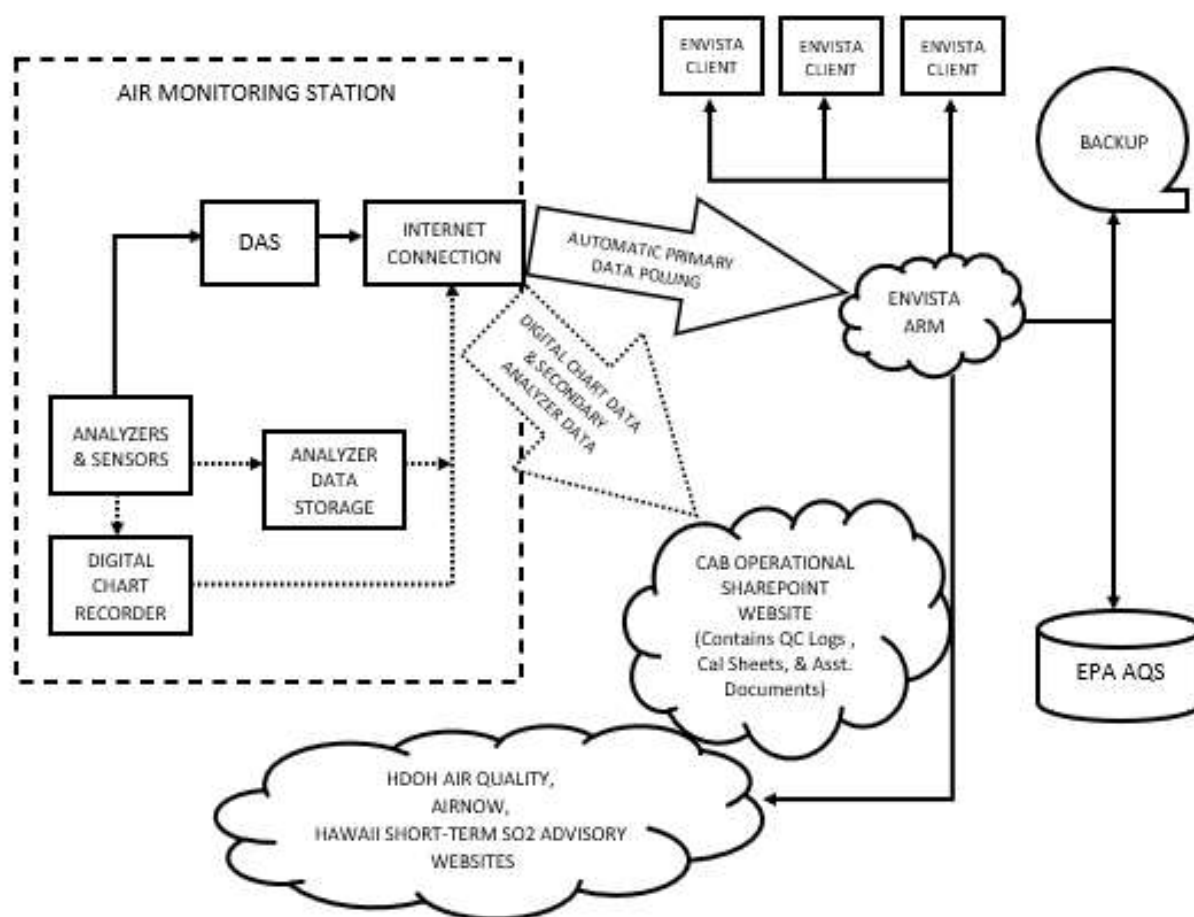 ENVISTA
CLIENT
ENVISTA
CLIENT
ENVISTA
CLIENT
AIR MONITORING STATION
BACKUP
DAS
INTERNET
CONNECTION
AUTOMATIC PRIMARY
DATA POLLING
ENVISTA
ARM
DIGITAL CHART DATA
& SECONDARY
ANALYZER DATA
ANALYZERS
& SENSORS
ANALYZER
DATA
STORAGE
DIGITAL
CHART
RECORDER
CAB OPERATIONAL
SHAREPOINT
WEBSITE
(Contains QC Logs ,
Cal Sheets, & Asst.
Documents)
EPA AQS
HDOH AIR QUALITY,
AIRNOW,
HAWAII SHORT-TERM SO2 ADVISORY
WEBSITES